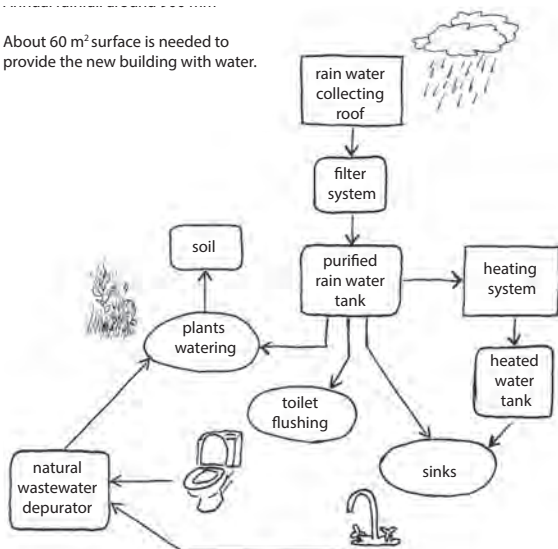 About 60 m² surface is needed to
provide the new building with water.
rain water
collecting
roof
filter
system
soil
purified
rain water
tank
heating
system
plants
watering
heated
water
tank
toilet
flushing
natural
wastewater
depurator
sinks